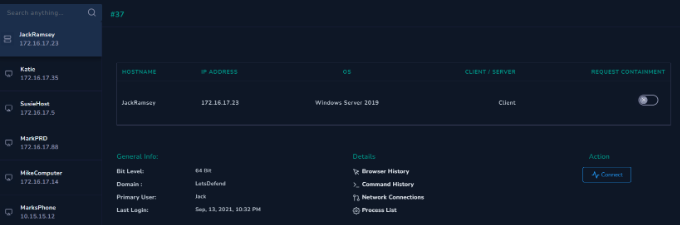 Search anything...
JackRamsey
172.16.17.23
Katie
172.16.17.35
SusieHost
172.16.17.5
MarkPRD
172.16.17.88
MikeComputer
172.16.17.14
MarksPhone
10.15.15.12
#37
HOSTNAME IP ADDRESS OS CLIENT / SERVER REQUEST CONTAINMENT
JackRamsey 172.16.17.23 Windows Server 2019 Client
General Info: Details Action
Bit Level: 64 Bit Browser History Connect
Domain : LetsDefend Command History
Primary User: Jack Network Connections
Last Login: Sep, 13, 2021, 10:32 PM Process List